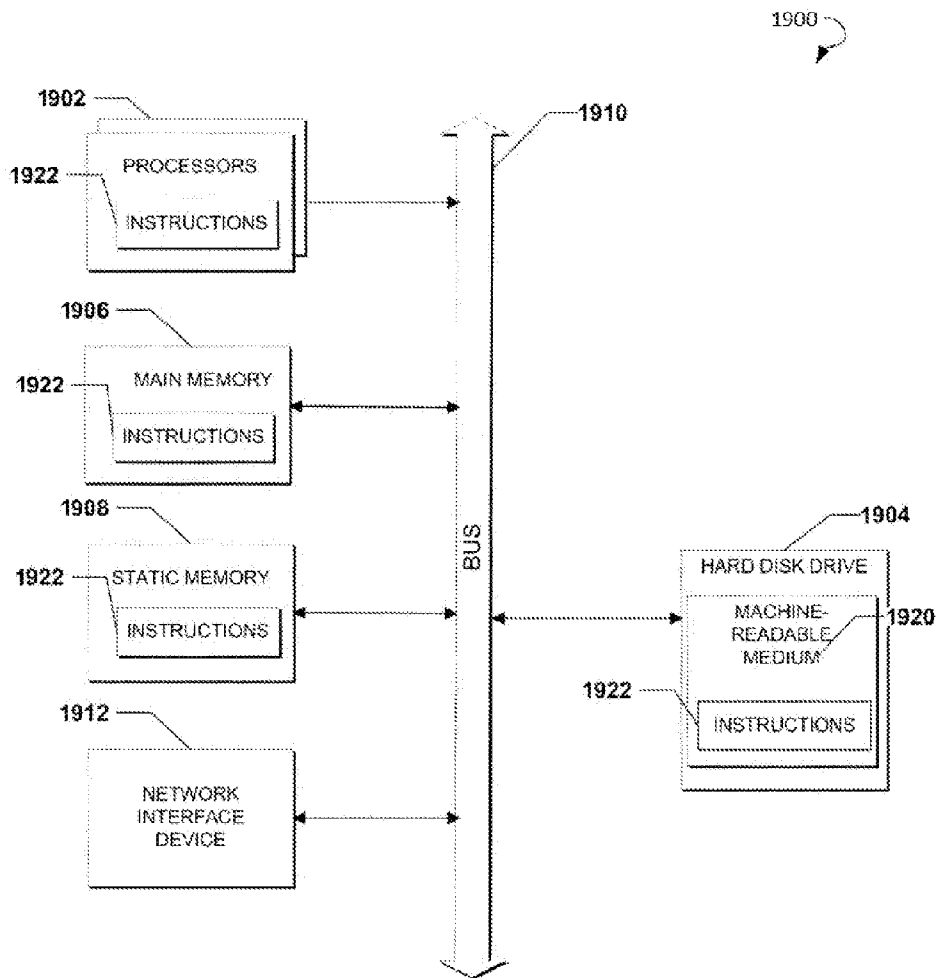 1900
1902
1910
PROCESSORS
1922
INSTRUCTIONS
1906
1922
MAIN MEMORY
INSTRUCTIONS
1908
1922
STATIC MEMORY
INSTRUCTIONS
BUS
1904
HARD DISK DRIVE
MACHINE-
READABLE
MEDIUM
1920
1922
INSTRUCTIONS
1912
NETWORK
INTERFACE
DEVICE